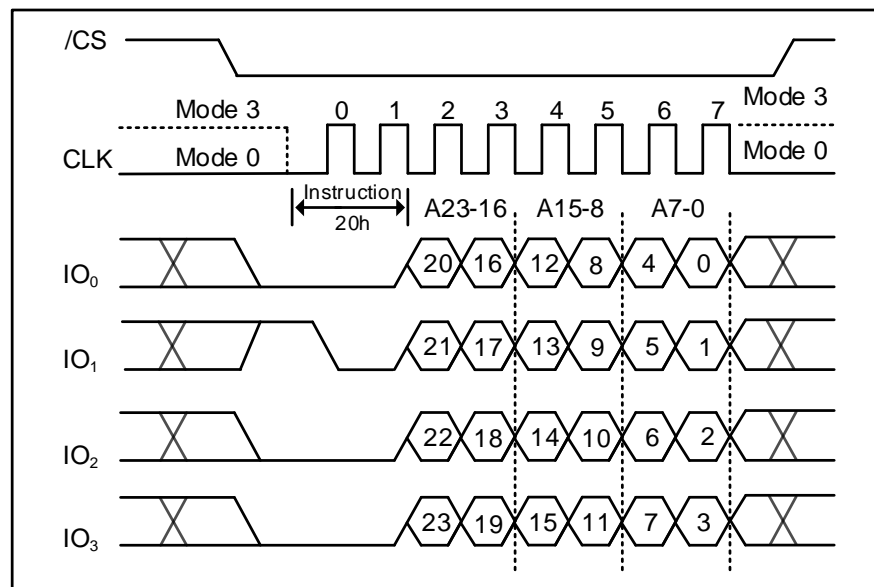 /CS
Mode 3 0 1 2 3 4 5 6 7 Mode 3
CLK Mode 0 Mode 0
Instruction
20h
A23-16 A15-8 A7-0
IO₀ 20 16 12 8 4 0
IO₁ 21 17 13 9 5 1
IO₂ 22 18 14 10 6 2
IO₃ 23 19 15 11 7 3